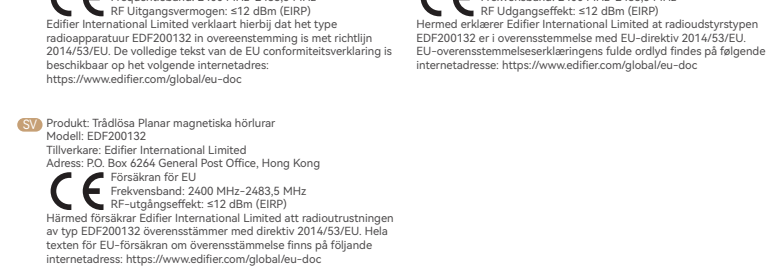 RF Uitgangsvermogen: ≤12 dBm (EIRP)
Edifier International Limited verklaart hierbij dat het type
radioapparatuur EDF200132 in overeenstemming is met richtlijn
2014/53/EU. De volledige tekst van de EU conformiteitsverklaring is
beschikbaar op het volgende internetadres:
https://www.edifier.com/global/eu-doc
RF Udgangseffekt: ≤12 dBm (EIRP)
Hermed erklærer Edifier International Limited at radioudstyrstypen
EDF200132 er i overensstemmelse med EU-direktiv 2014/53/EU.
EU-overensstemmelseserklæringens fulde ordlyd findes på følgende
internetadresse: https://www.edifier.com/global/eu-doc
SV Produkt: Trådlösa Planar magnetiska hörlurar
Modell: EDF200132
Tillverkare: Edifier International Limited
Adress: P.O. Box 6264 General Post Office, Hong Kong
CE Försäkran för EU
Frekvensband: 2400 MHz-2483,5 MHz
RF-utgångseffekt: ≤12 dBm (EIRP)
Härmed försäkrar Edifier International Limited att radioutrustningen
av typ EDF200132 överensstämmer med direktiv 2014/53/EU. Hela
texten för EU-försäkran om överensstämmelse finns på följande
internetadress: https://www.edifier.com/global/eu-doc